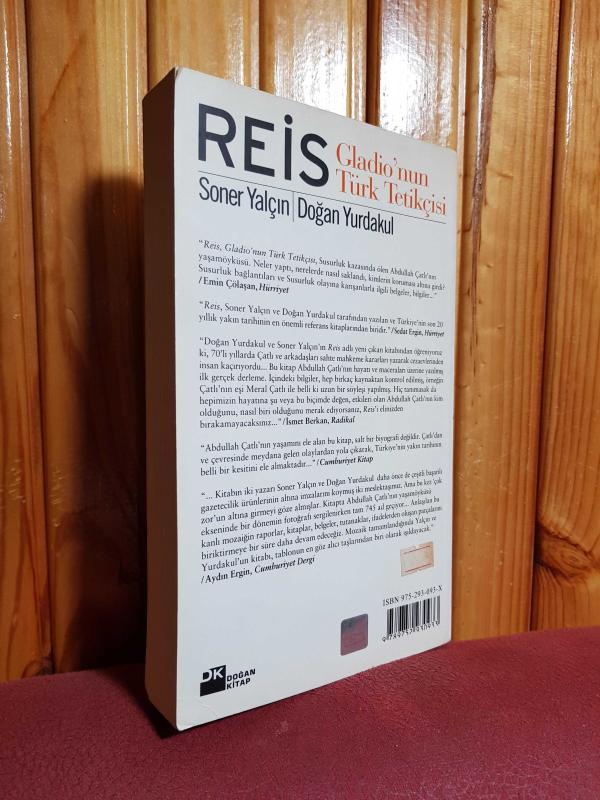 REİS
Gladio'nun
Türk Tetikçisi
Soner Yalçın | Doğan Yurdakul
“Reis, Gladio'nun Türk Tetikçisi, Susurluk kazasında ölen Abdullah Çatlı'nın
yaşamöyküsü. Neler yaptı, nerelerde nasıl saklandı, kimlerin koruması altına girdi?
Susurluk bağlantıları ve Susurluk olayına karışanlarla ilgili belgeler, bilgiler...”
/Emin Çölaşan, Hürriyet
“Reis, Soner Yalçın ve Doğan Yurdakul tarafından yazılan ve Türkiye'nin son 20
yıllık yakın tarihinin en önemli referans kitaplarından biridir.”/Sedat Ergin, Hürriyet
“Doğan Yurdakul ve Soner Yalçın'ın Reis adlı yeni çıkan kitabından öğreniyoruz
ki, 70'li yıllarda Çatlı ve arkadaşları sahte mahkeme kararları yazarak cezaevlerinden
insan kaçırıyordu... Bu kitap Abdullah Çatlı'nın hayatı ve maceraları üzerine yazılmış
ilk gerçek derleme. İçindeki bilgiler, hep birkaç kaynaktan kontrol edilmiş, örneğin
Çatlı'nın eşi Meral Çatlı ile belli ki uzun bir söyleşi yapılmış. Hiç tanımasak da
hepimizin hayatına şu veya bu biçimde değen, etkileri olan Abdullah Çatlı'nın kim
olduğunu, nasıl biri olduğunu merak ediyorsanız, Reis'i elinizden
bırakamayacaksınız...”/İsmet Berkan, Radikal
“Abdullah Çatlı'nın yaşamını ele alan bu kitap, salt bir biyografi değildir. Çatlı'dan
ve çevresinde meydana gelen olaylardan yola çıkarak, Türkiye'nin yakın tarihinin
belli bir kesitini ele almaktadır...”/Cumhuriyet Kitap
“... Kitabın iki yazarı Soner Yalçın ve Doğan Yurdakul daha önce de çeşitli başarılı
gazetecilik ürünlerinin altına imzalarını koymuş iki meslektaşımız. Ama bu kez 'çok
zor'un altına girmeyi göze almışlar. Kitapta Abdullah Çatlı'nın yaşamöyküsü
ekseninde bir dönemin fotoğrafı sergilenirken tam 745 ad geçiyor... Anlaşılan bu
kanlı mozaiğin raporlar, kitaplar, belgeler, tutanaklar, ifadelerden oluşan parçalarını
biriktirmeye bir süre daha devam edeceğiz. Mozaik tamamlandığında Yalçın ve
Yurdakul'un kitabı, tablonun en göz alıcı taşlarından biri olarak ışıldayacak.”
/Aydın Ergin, Cumhuriyet Dergi
ISBN 975-293-093-X
DK
DOĞAN
KİTAP